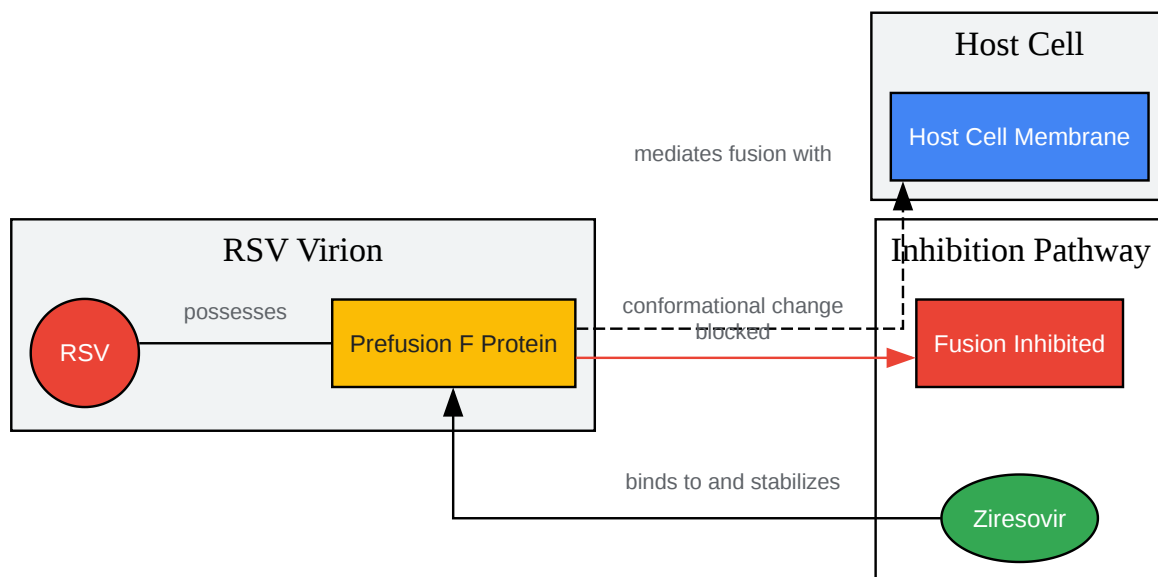 Host Cell
Host Cell Membrane
mediates fusion with
RSV Virion
Inhibition Pathway
possesses
conformational change
blocked
RSV
Prefusion F Protein
Fusion Inhibited
binds to and stabilizes
Ziresovir